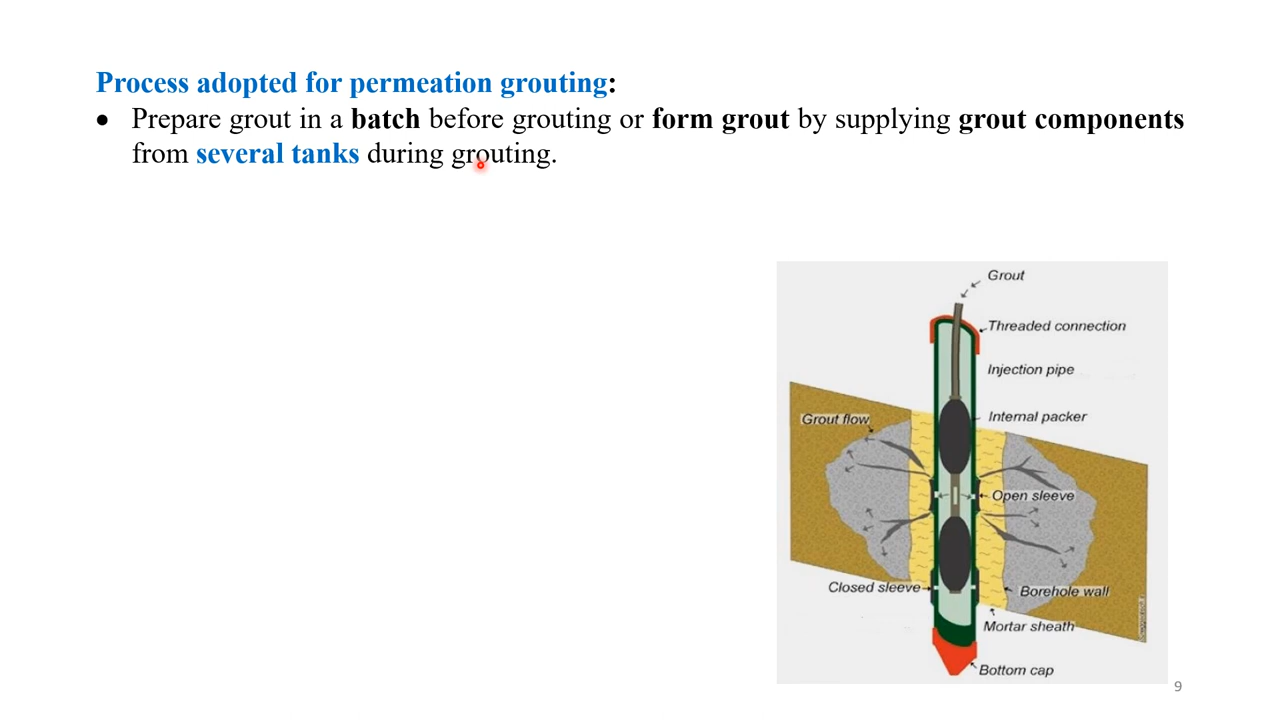 Process adopted for permeation grouting:
• Prepare grout in a batch before grouting or form grout by supplying grout components
from several tanks during grouting.
Grout
Threaded connection
Injection pipe
Internal packer
Grout flow
Open sleeve
Closed sleeve
Borehole wall
Mortar sheath
Bottom cap
9